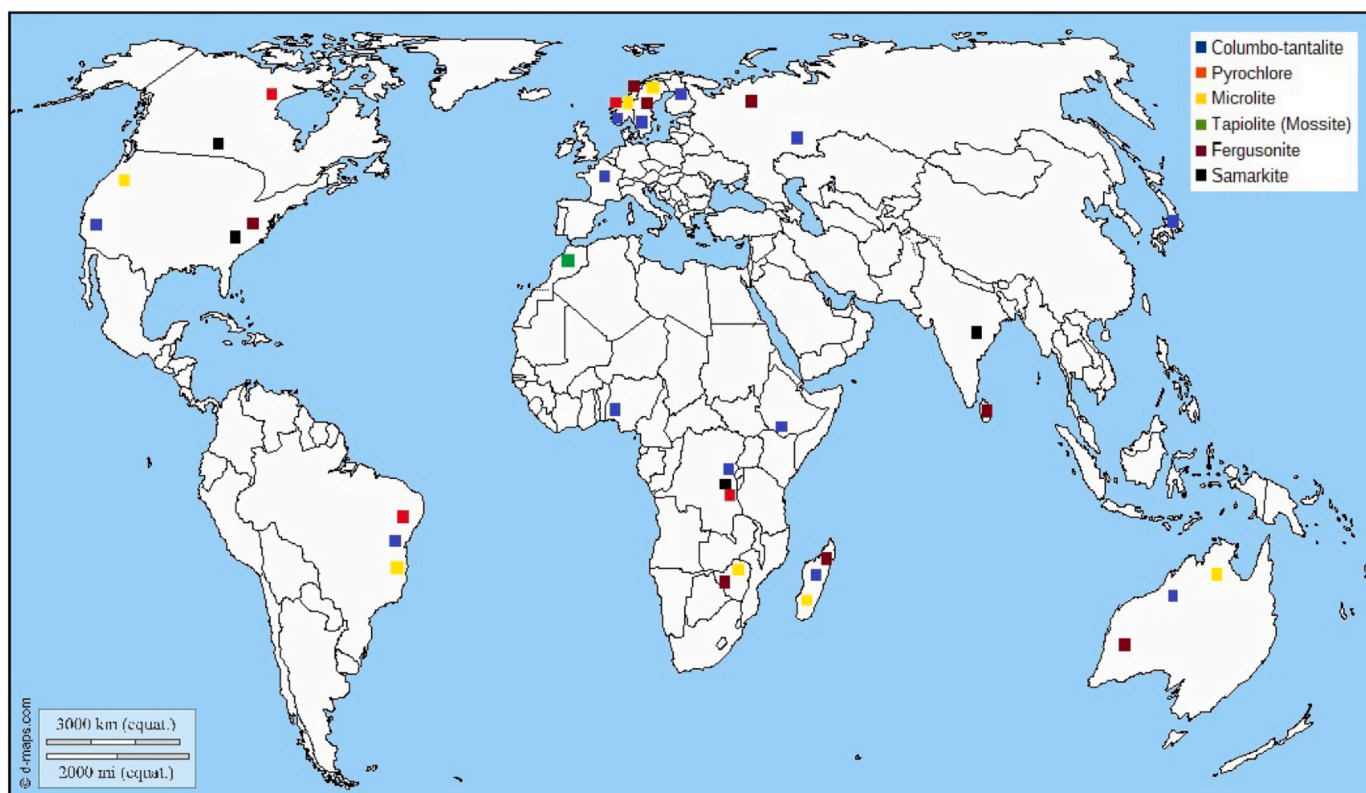 Columbo-tantalite
Pyrochlore
Microlite
Tapiolite (Mossite)
Fergusonite
Samarkite
3000 km (equat.)
2000 mi (equat.)
© d-maps.com